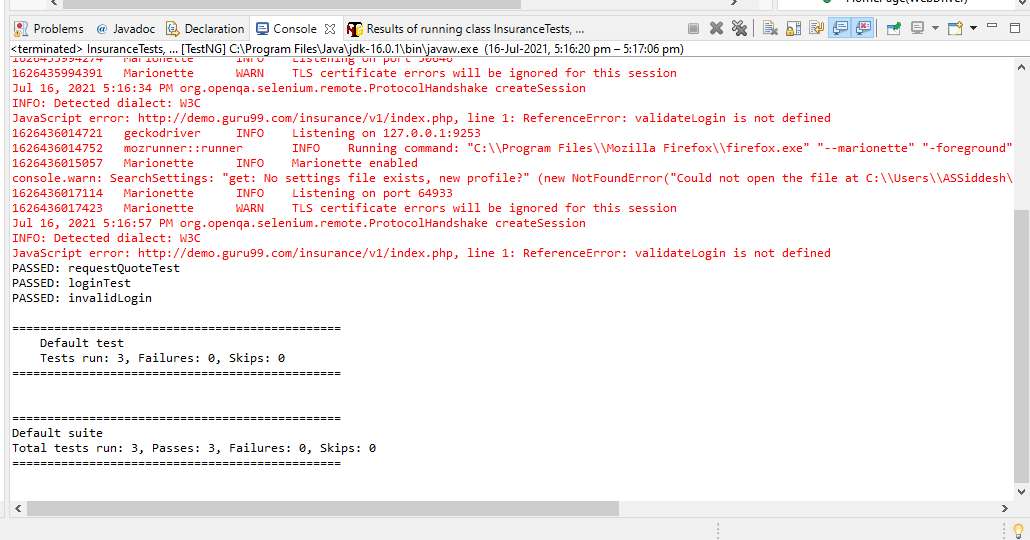 HomePage(WebDriver)
Problems @ Javadoc Declaration Console Results of running class InsuranceTests, ...
<terminated> InsuranceTests, ... [TestNG] C:\Program Files\Java\jdk-16.0.1\bin\javaw.exe (16-Jul-2021, 5:16:20 pm – 5:17:06 pm)
1626435994274 Marionette INFO Listening on port 50646
1626435994391 Marionette WARN TLS certificate errors will be ignored for this session
Jul 16, 2021 5:16:34 PM org.openqa.selenium.remote.ProtocolHandshake createSession
INFO: Detected dialect: W3C
JavaScript error: http://demo.guru99.com/insurance/v1/index.php, line 1: ReferenceError: validateLogin is not defined
1626436014721 geckodriver INFO Listening on 127.0.0.1:9253
1626436014752 mozrunner::runner INFO Running command: "C:\\Program Files\\Mozilla Firefox\\firefox.exe" "--marionette" "-foreground"
1626436015057 Marionette INFO Marionette enabled
console.warn: SearchSettings: "get: No settings file exists, new profile?" (new NotFoundError("Could not open the file at C:\\Users\\ASSiddesh\
1626436017114 Marionette INFO Listening on port 64933
1626436017423 Marionette WARN TLS certificate errors will be ignored for this session
Jul 16, 2021 5:16:57 PM org.openqa.selenium.remote.ProtocolHandshake createSession
INFO: Detected dialect: W3C
JavaScript error: http://demo.guru99.com/insurance/v1/index.php, line 1: ReferenceError: validateLogin is not defined
PASSED: requestQuoteTest
PASSED: loginTest
PASSED: invalidLogin
===============================================
Default test
Tests run: 3, Failures: 0, Skips: 0
===============================================
===============================================
Default suite
Total tests run: 3, Passes: 3, Failures: 0, Skips: 0
===============================================